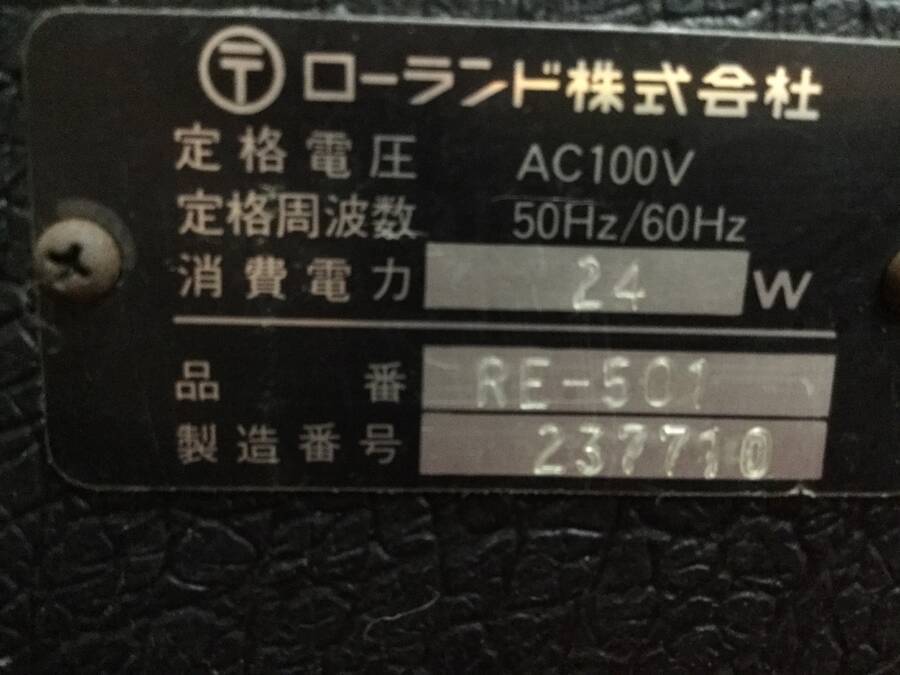 〒 ローランド株式会社
定格電圧 AC100V
定格周波数 50Hz/60Hz
消費電力 24 W
品番 RE-501
製造番号 237710